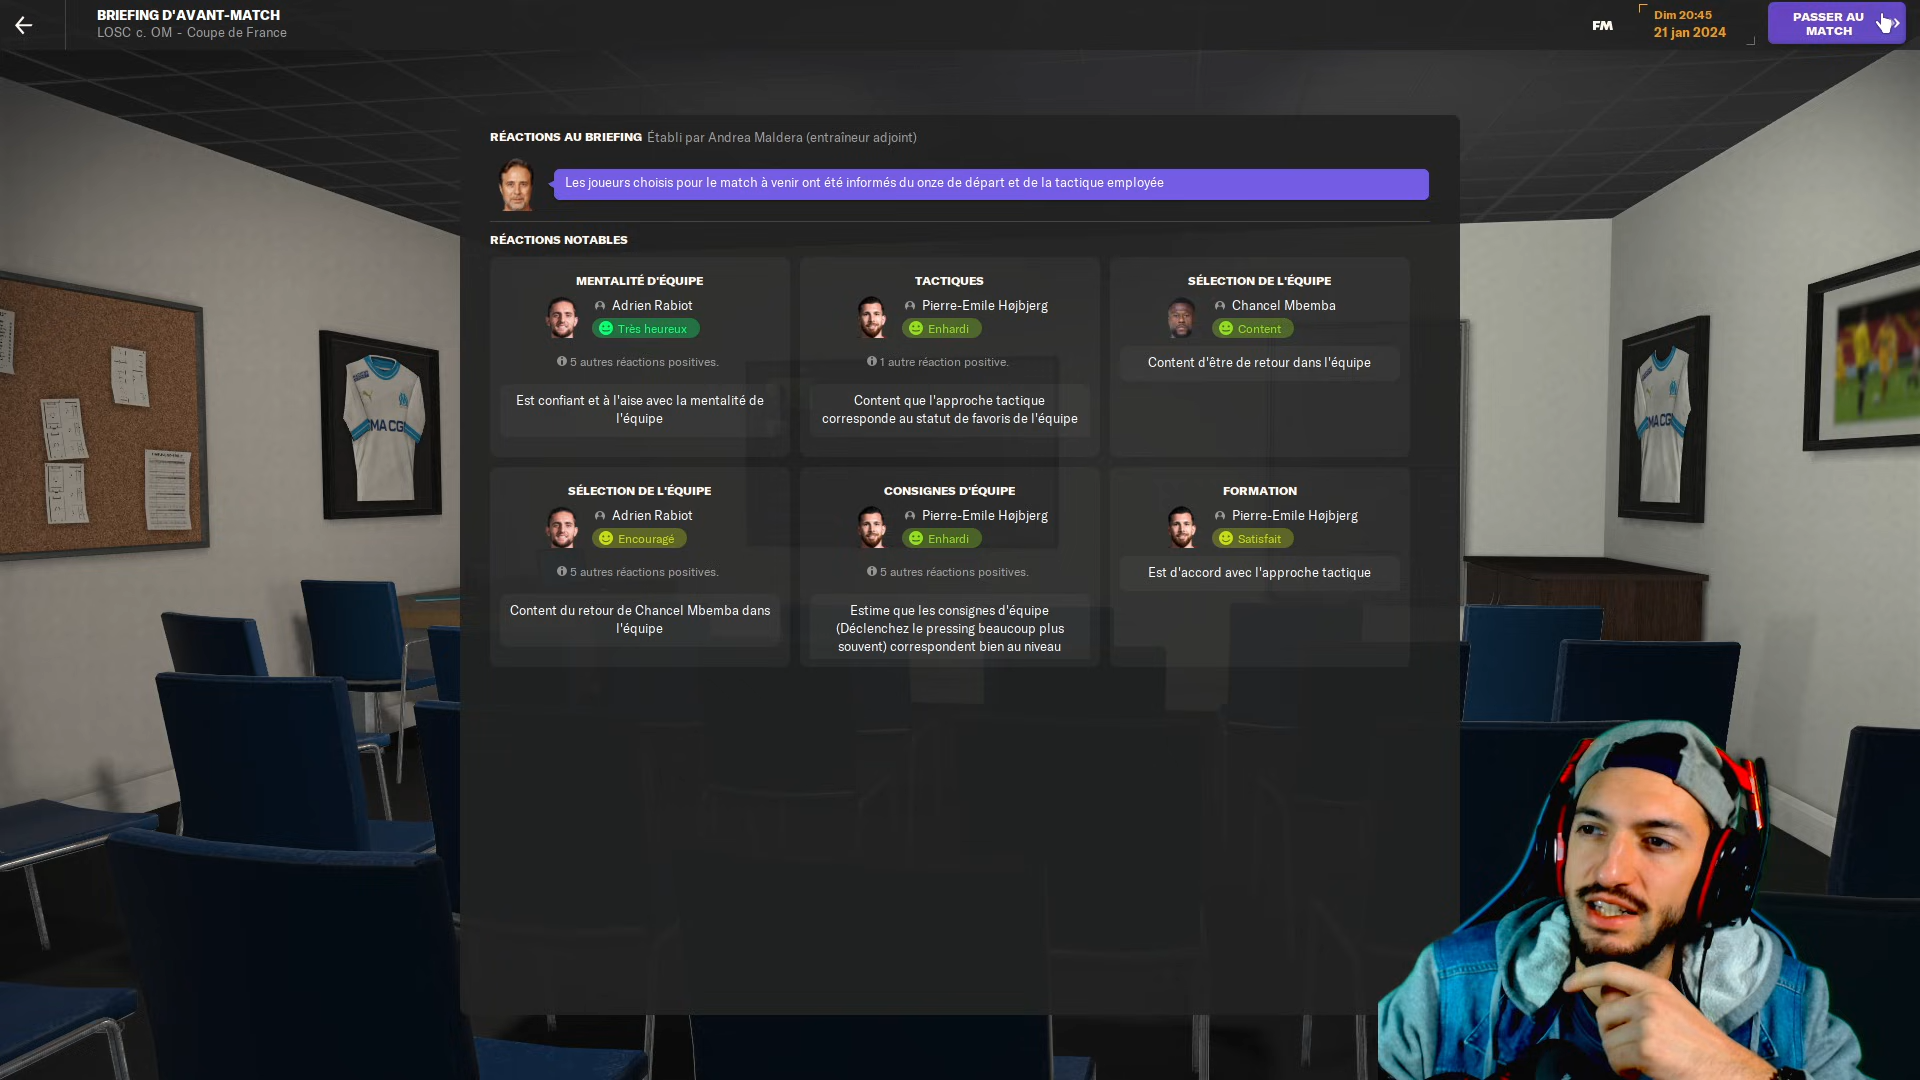 BRIEFING D'AVANT-MATCH
LOSC c. OM - Coupe de France
FM
Dim 20:45
21 jan 2024
PASSER AU
MATCH
RÉACTIONS AU BRIEFING Établi par Andrea Maldera (entraîneur adjoint)
Les joueurs choisis pour le match à venir ont été informés du onze de départ et de la tactique employée
RÉACTIONS NOTABLES
MENTALITÉ D'ÉQUIPE
Adrien Rabiot
Très heureux
5 autres réactions positives.
Est confiant et à l'aise avec la mentalité de
l'équipe
TACTIQUES
Pierre-Emile Højbjerg
Enhardi
1 autre réaction positive.
Content que l'approche tactique
corresponde au statut de favoris de l'équipe
SÉLECTION DE L'ÉQUIPE
Chancel Mbemba
Content
Content d'être de retour dans l'équipe
SÉLECTION DE L'ÉQUIPE
Adrien Rabiot
Encouragé
5 autres réactions positives.
Content du retour de Chancel Mbemba dans
l'équipe
CONSIGNES D'ÉQUIPE
Pierre-Emile Højbjerg
Enhardi
5 autres réactions positives.
Estime que les consignes d'équipe
(Déclenchez le pressing beaucoup plus
souvent) correspondent bien au niveau
FORMATION
Pierre-Emile Højbjerg
Satisfait
Est d'accord avec l'approche tactique
MA CG
MA CG